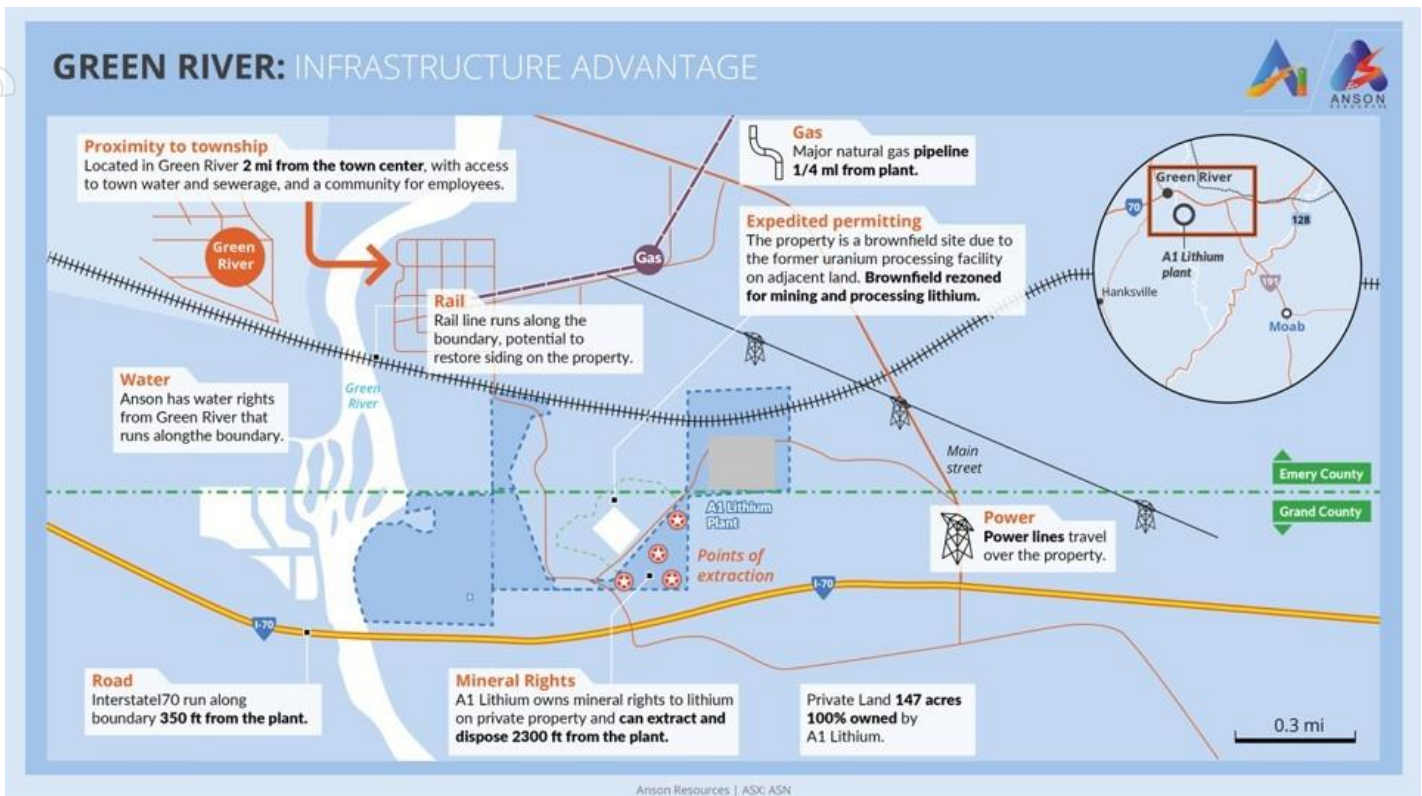 GREEN RIVER: INFRASTRUCTURE ADVANTAGE
ANSON
Proximity to township
Located in Green River 2 mi from the town center, with access
to town water and sewerage, and a community for employees.
Gas
Major natural gas pipeline
1/4 ml from plant.
Green River
70
128
A1 Lithium
plant
191
Hanksville
Moab
Expedited permitting
The property is a brownfield site due to
the former uranium processing facility
on adjacent land. Brownfield rezoned
for mining and processing lithium.
Green
River
Gas
Rail
Rail line runs along the
boundary, potential to
restore siding on the property.
Water
Anson has water rights
from Green River that
runs alongthe boundary.
Green
River
Main
street
Emery County
Grand County
A1 Lithium
Plant
Points of
extraction
Power
Power lines travel
over the property.
I-70
I-70
Road
InterstateI70 run along
boundary 350 ft from the plant.
Mineral Rights
A1 Lithium owns mineral rights to lithium
on private property and can extract and
dispose 2300 ft from the plant.
Private Land 147 acres
100% owned by
A1 Lithium.
0.3 mi
Anson Resources | ASX: ASN